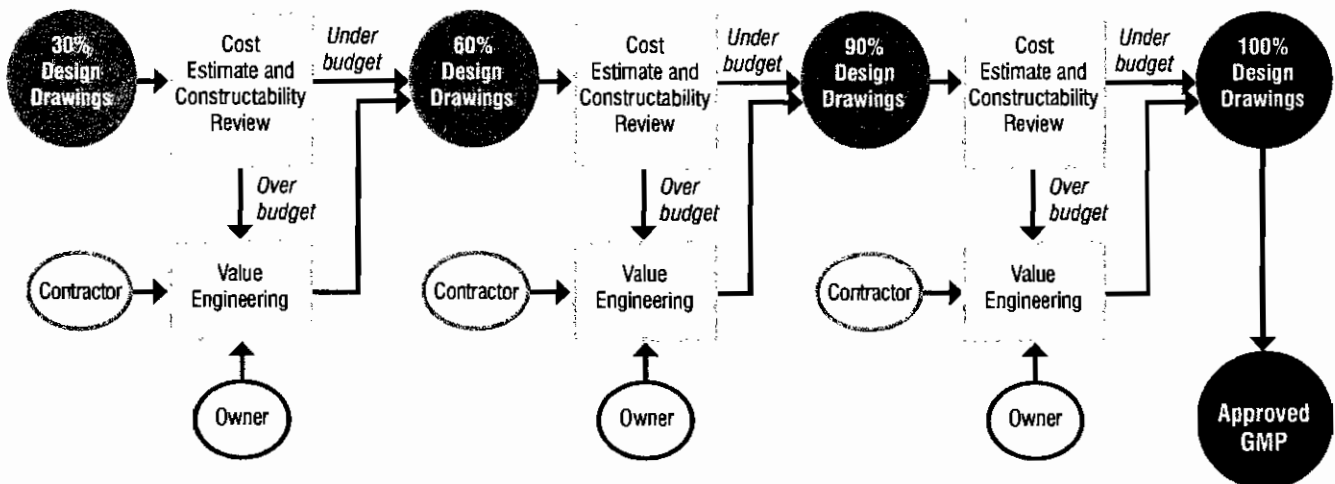 30%
Design
Drawings
Cost
Estimate and
Constructability
Review
Under
budget
Over
budget
Contractor
Value
Engineering
Owner
60%
Design
Drawings
Cost
Estimate and
Constructability
Review
Under
budget
Over
budget
Contractor
Value
Engineering
Owner
90%
Design
Drawings
Cost
Estimate and
Constructability
Review
Under
budget
Over
budget
Contractor
Value
Engineering
Owner
100%
Design
Drawings
Approved
GMP